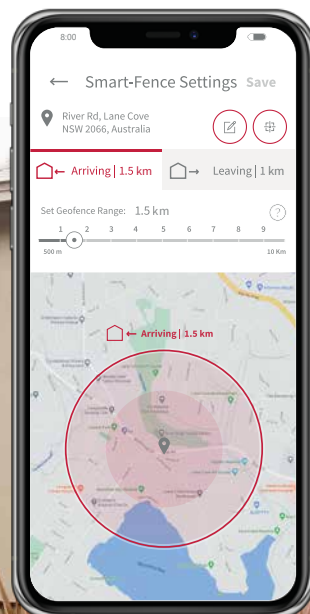 8:00
← Smart-Fence Settings Save
River Rd, Lane Cove
NSW 2066, Australia
← Arriving | 1.5 km
→ Leaving | 1 km
Set Geofence Range: 1.5 km ?
1 2 3 4 5 6 7 8 9
500 m 10 Km
← Arriving | 1.5 km